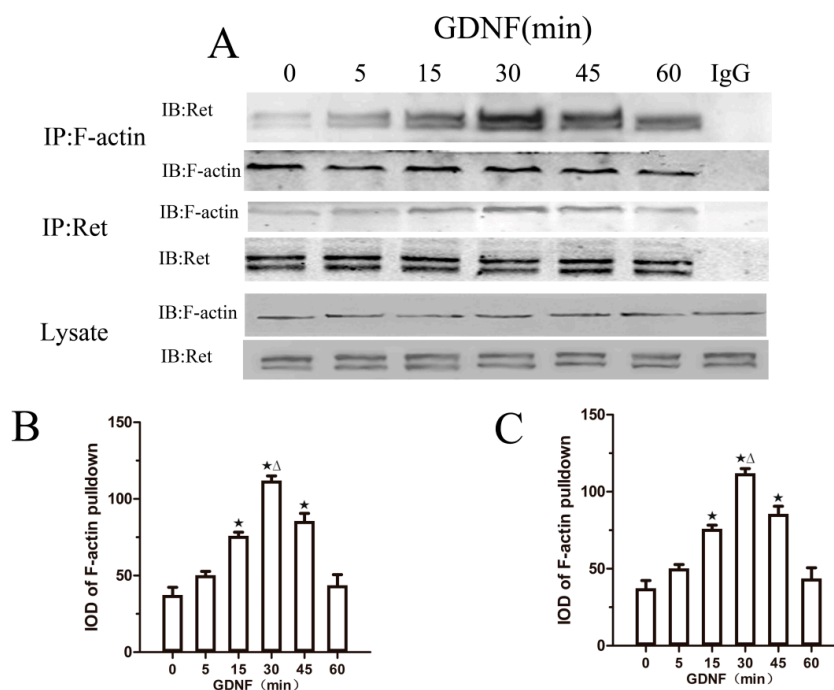 A
GDNF(min)
0 5 15 30 45 60 IgG
IP:F-actin
IB:Ret
IB:F-actin
IP:Ret
IB:F-actin
IB:Ret
Lysate
IB:F-actin
IB:Ret
B
IOD of F-actin pulldown
150
100
50
0
★Δ
★
★
0 5 15 30 45 60
GDNF（min）
C
IOD of F-actin pulldown
150
100
50
0
★Δ
★
★
0 5 15 30 45 60
GDNF（min）